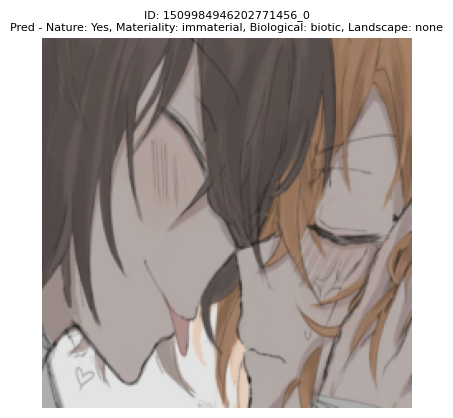 ID: 1509984946202771456_0
Pred - Nature: Yes, Materiality: immaterial, Biological: biotic, Landscape: none